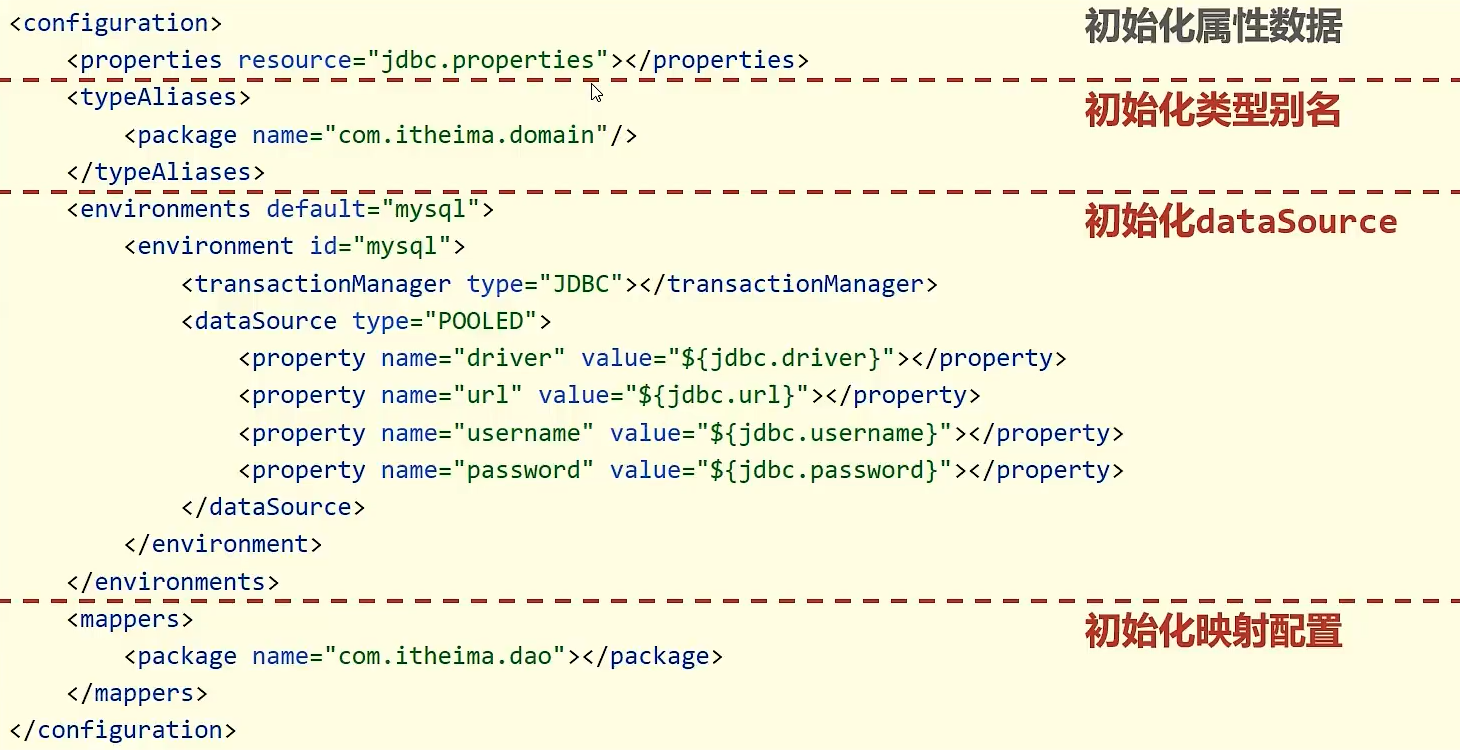 <configuration> 初始化属性数据
    <properties resource="jdbc.properties"></properties>
    <typeAliases> 初始化类型别名
        <package name="com.itheima.domain"/>
    </typeAliases>
    <environments default="mysql"> 初始化dataSource
        <environment id="mysql">
            <transactionManager type="JDBC"></transactionManager>
            <dataSource type="POOLED">
                <property name="driver" value="${jdbc.driver}"></property>
                <property name="url" value="${jdbc.url}"></property>
                <property name="username" value="${jdbc.username}"></property>
                <property name="password" value="${jdbc.password}"></property>
            </dataSource>
        </environment>
    </environments>
    <mappers> 初始化映射配置
        <package name="com.itheima.dao"></package>
    </mappers>
</configuration>